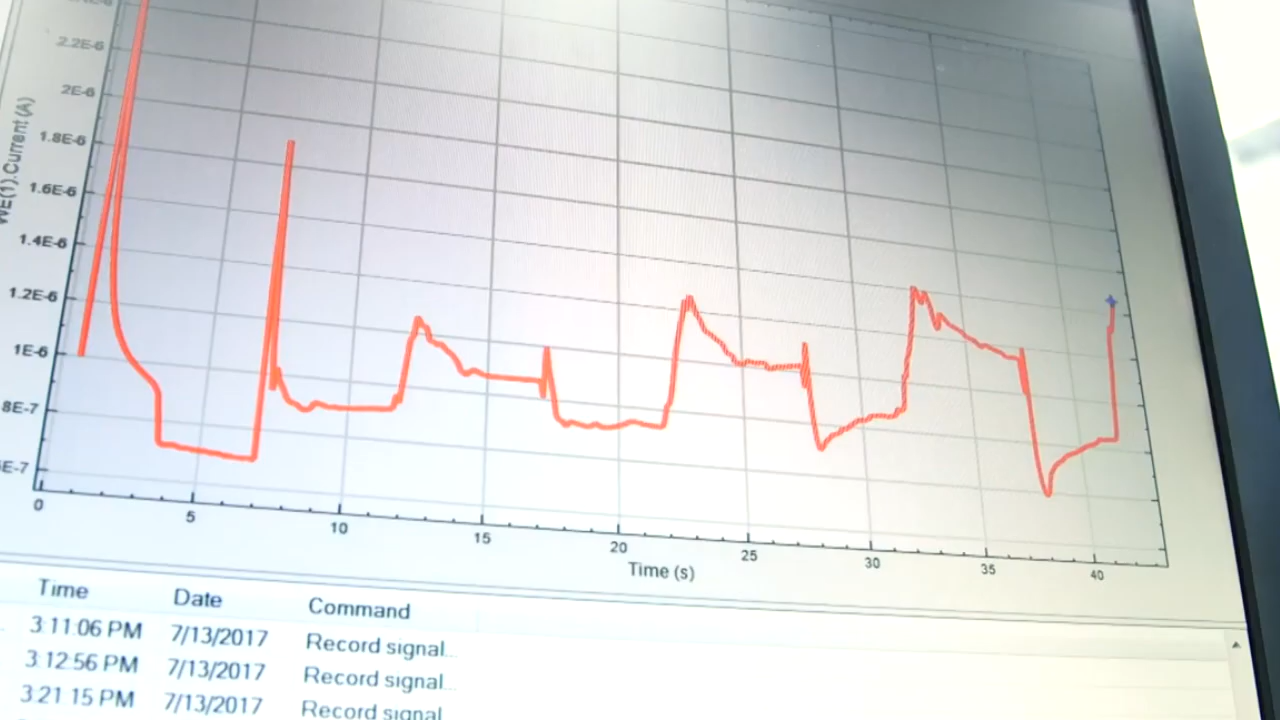 2.2E-6
2E-6
1.8E-6
1.6E-6
1.4E-6
1.2E-6
1E-6
8E-7
E-7
WE(1).Current (A)
0 5 10 15 20 25 30 35 40
Time (s)
Time Date Command
3:11:06 PM 7/13/2017 Record signal...
3:12:56 PM 7/13/2017 Record signal...
3:21:15 PM 7/13/2017 Record signal